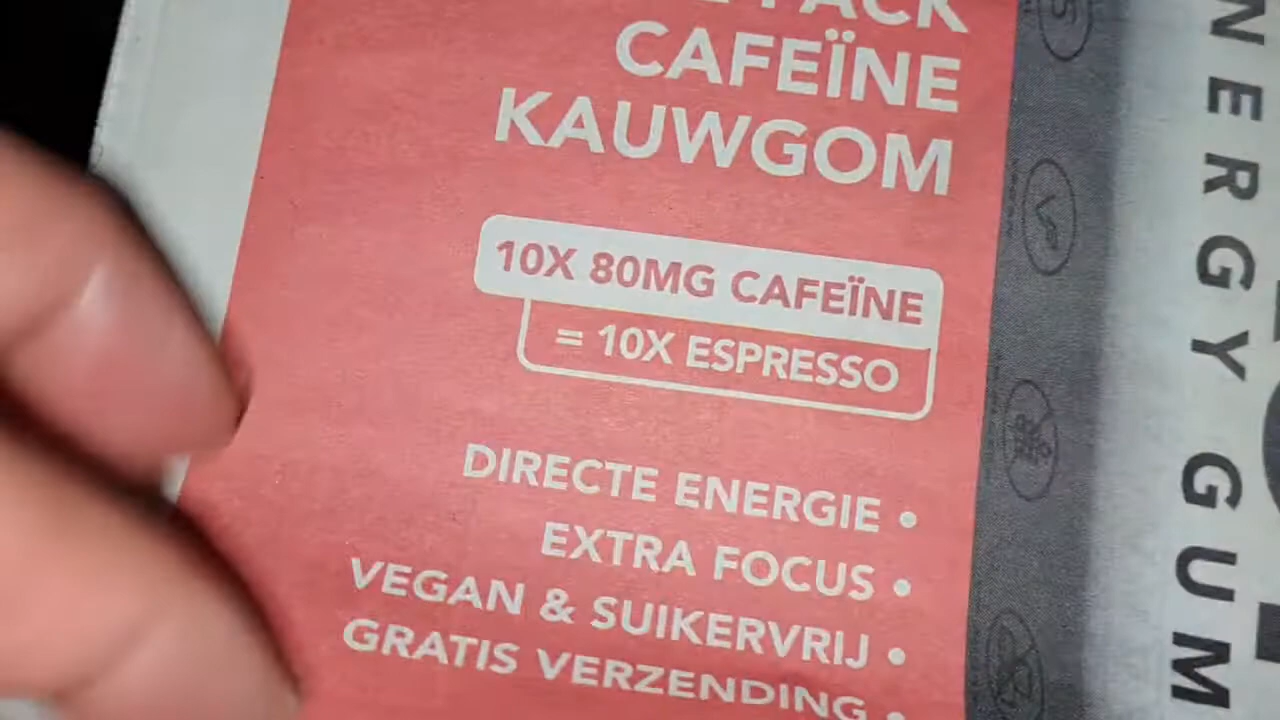 PACK
CAFEÏNE
KAUWGOM
10X 80MG CAFEÏNE
= 10X ESPRESSO
DIRECTE ENERGIE •
EXTRA FOCUS •
VEGAN & SUIKERVRIJ •
GRATIS VERZENDING •
NERGY GUM